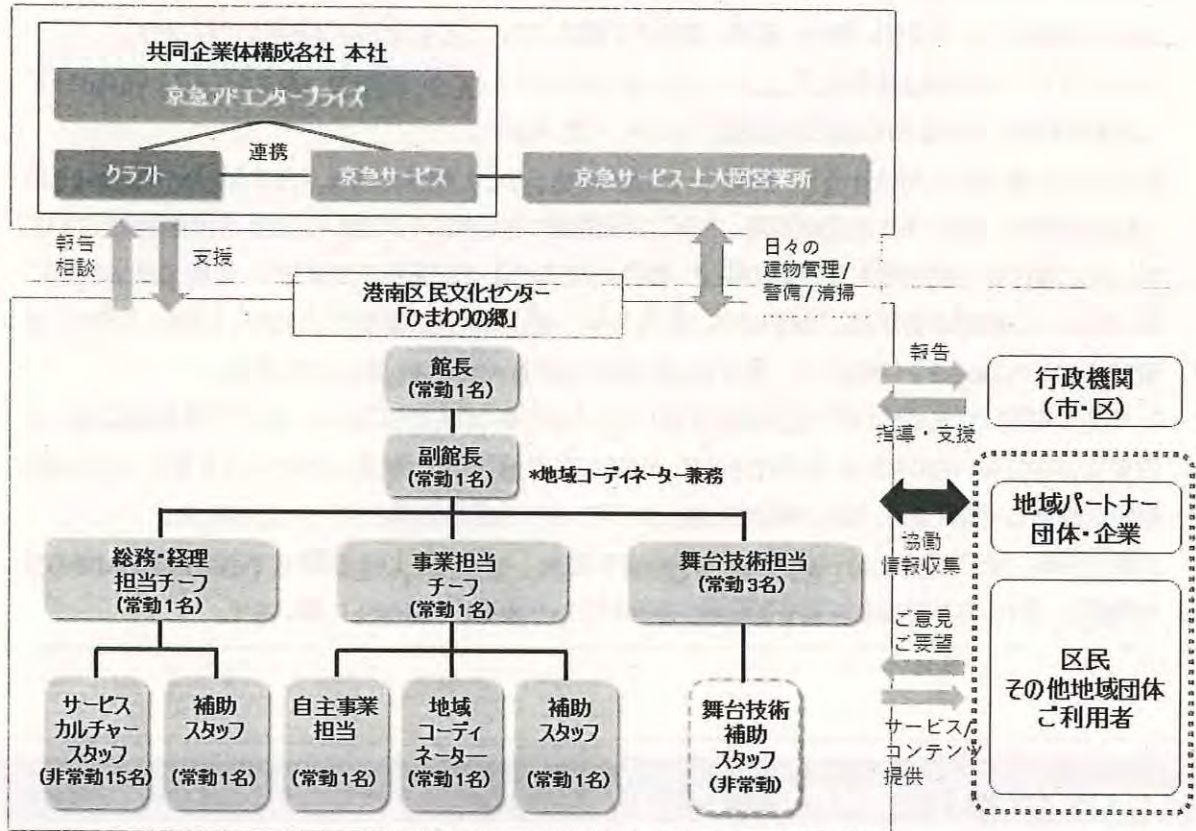 共同企業体構成各社 本社
京急アドエンタープライズ
連携
クラフト
京急サービス
京急サービス 上大岡営業所
報告
相談
支援
日々の
建物管理/
警備/清掃
港南区民文化センター
「ひまわりの郷」
館長
(常勤1名)
副館長
(常勤1名)
*地域コーディネーター兼務
総務・経理
担当チーフ
(常勤1名)
事業担当
チーフ
(常勤1名)
舞台技術担当
(常勤3名)
サービス
カルチャー
スタッフ
(非常勤15名)
補助
スタッフ
(常勤1名)
自主事業
担当
(常勤1名)
地域
コーディ
ネーター
(常勤1名)
補助
スタッフ
(常勤1名)
舞台技術
補助
スタッフ
(非常勤)
報告
指導・支援
行政機関
(市・区)
協働
情報収集
地域パートナー
団体・企業
ご意見
ご要望
サービス/
コンテンツ
提供
区民
その他地域団体
ご利用者